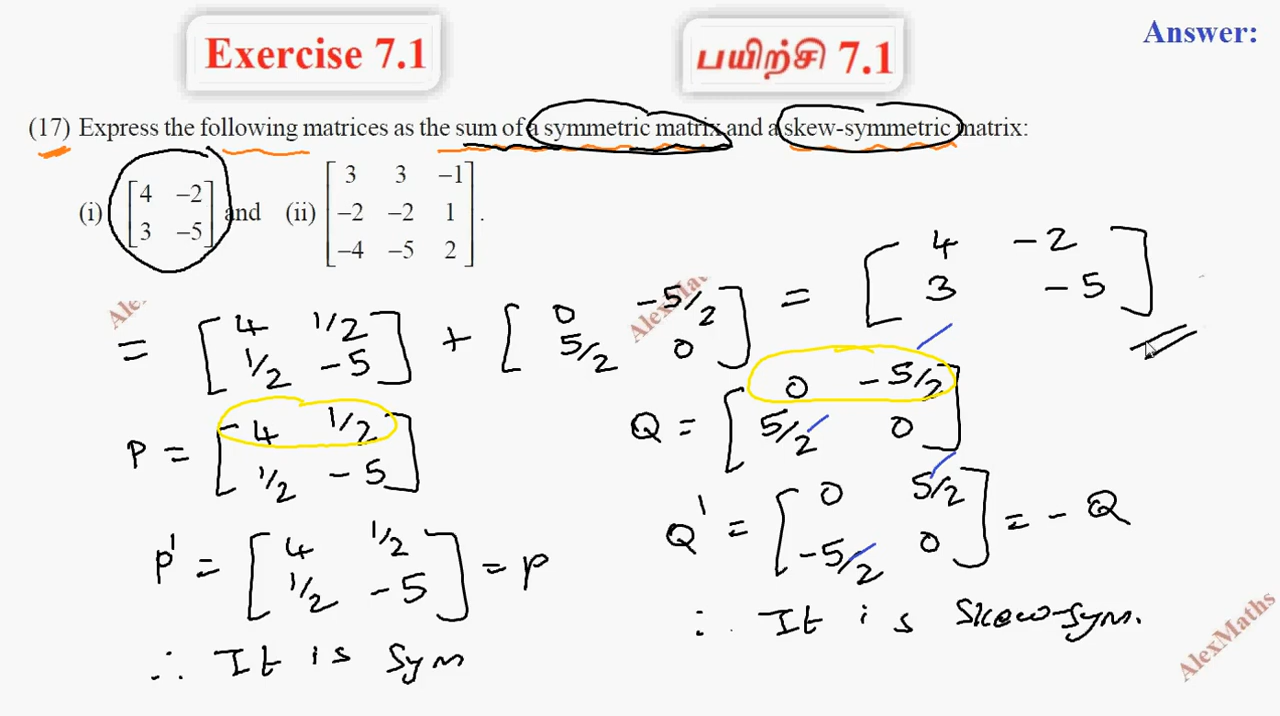 Exercise 7.1
பயிற்சி 7.1
Answer:
(17) Express the following matrices as the sum of a symmetric matrix and a skew-symmetric matrix:
(i) [4 −2; 3 −5] and (ii) [3 3 −1; −2 −2 1; −4 −5 2].
= [4 1/2; 1/2 −5] + [0 −5/2; 5/2 0] = [4 −2; 3 −5]
P = [4 1/2; 1/2 −5]
Q = [0 −5/2; 5/2 0]
P' = [4 1/2; 1/2 −5] = P
Q' = [0 5/2; −5/2 0] = −Q
∴ It is Sym
∴ It is Skew-Sym.
AlexMaths
AlexMa
Alex